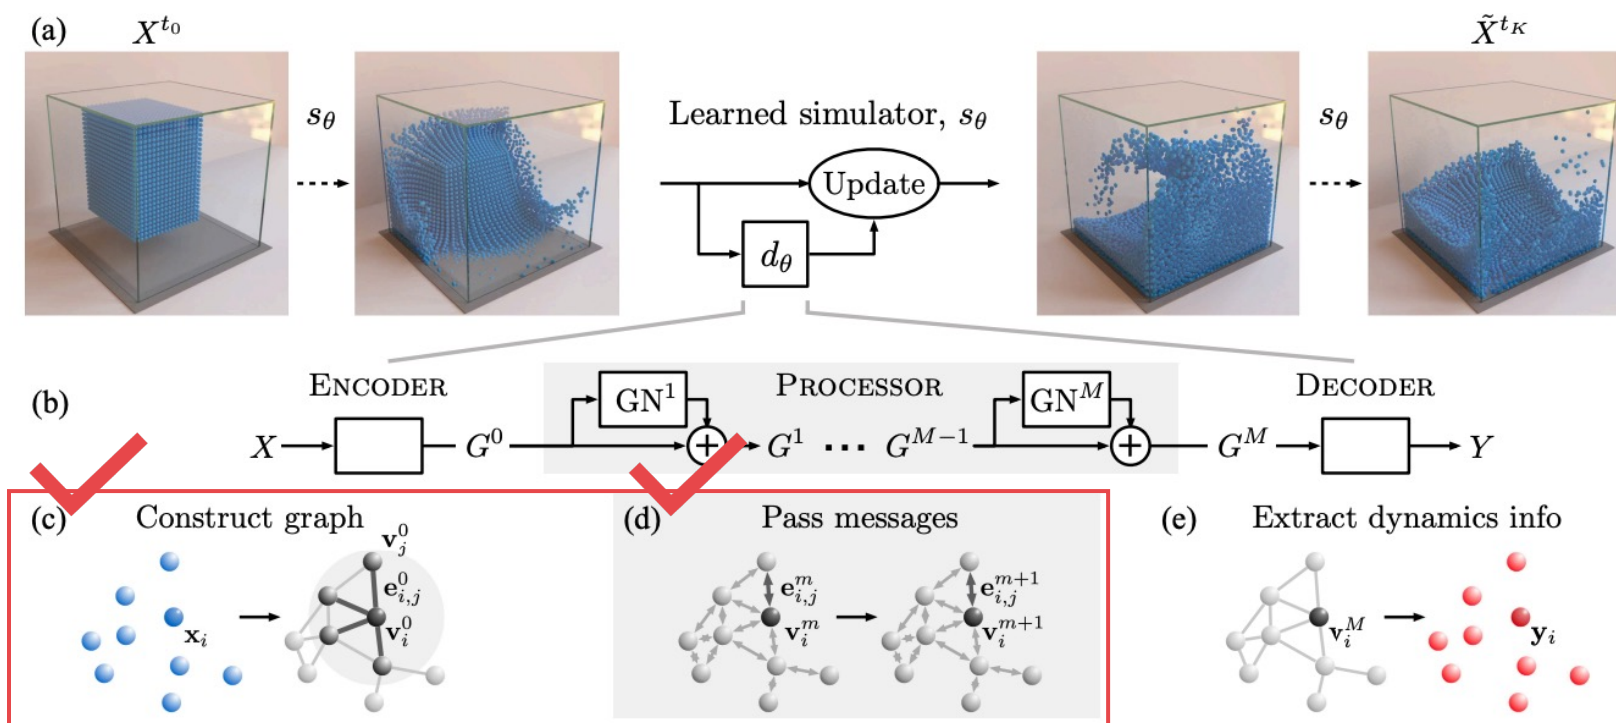 (a)
X^{t_0}
s_θ
Learned simulator, s_θ
Update
d_θ
s_θ
X̃^{t_K}
(b)
ENCODER
PROCESSOR
DECODER
X
G^0
GN^1
+
G^1
···
G^{M−1}
GN^M
+
G^M
Y
(c)
Construct graph
x_i
v_j^0
e_{i,j}^0
v_i^0
(d)
Pass messages
e_{i,j}^m
v_i^m
e_{i,j}^{m+1}
v_i^{m+1}
(e)
Extract dynamics info
v_i^M
y_i